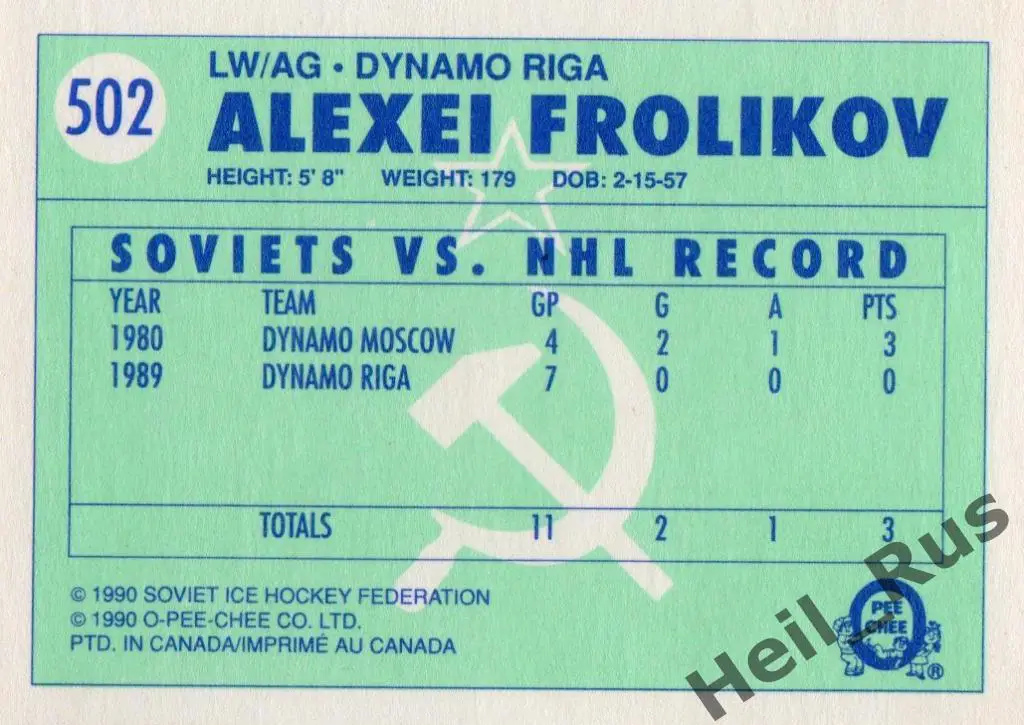 502
LW/AG • DYNAMO RIGA
ALEXEI FROLIKOV
HEIGHT: 5' 8" WEIGHT: 179 DOB: 2-15-57
SOVIETS VS. NHL RECORD
YEAR TEAM GP G A PTS
1980 DYNAMO MOSCOW 4 2 1 3
1989 DYNAMO RIGA 7 0 0 0
TOTALS 11 2 1 3
© 1990 SOVIET ICE HOCKEY FEDERATION
© 1990 O-PEE-CHEE CO. LTD.
PTD. IN CANADA/IMPRIMÉ AU CANADA
O
PEE
CHEE
®
Heil_Rus